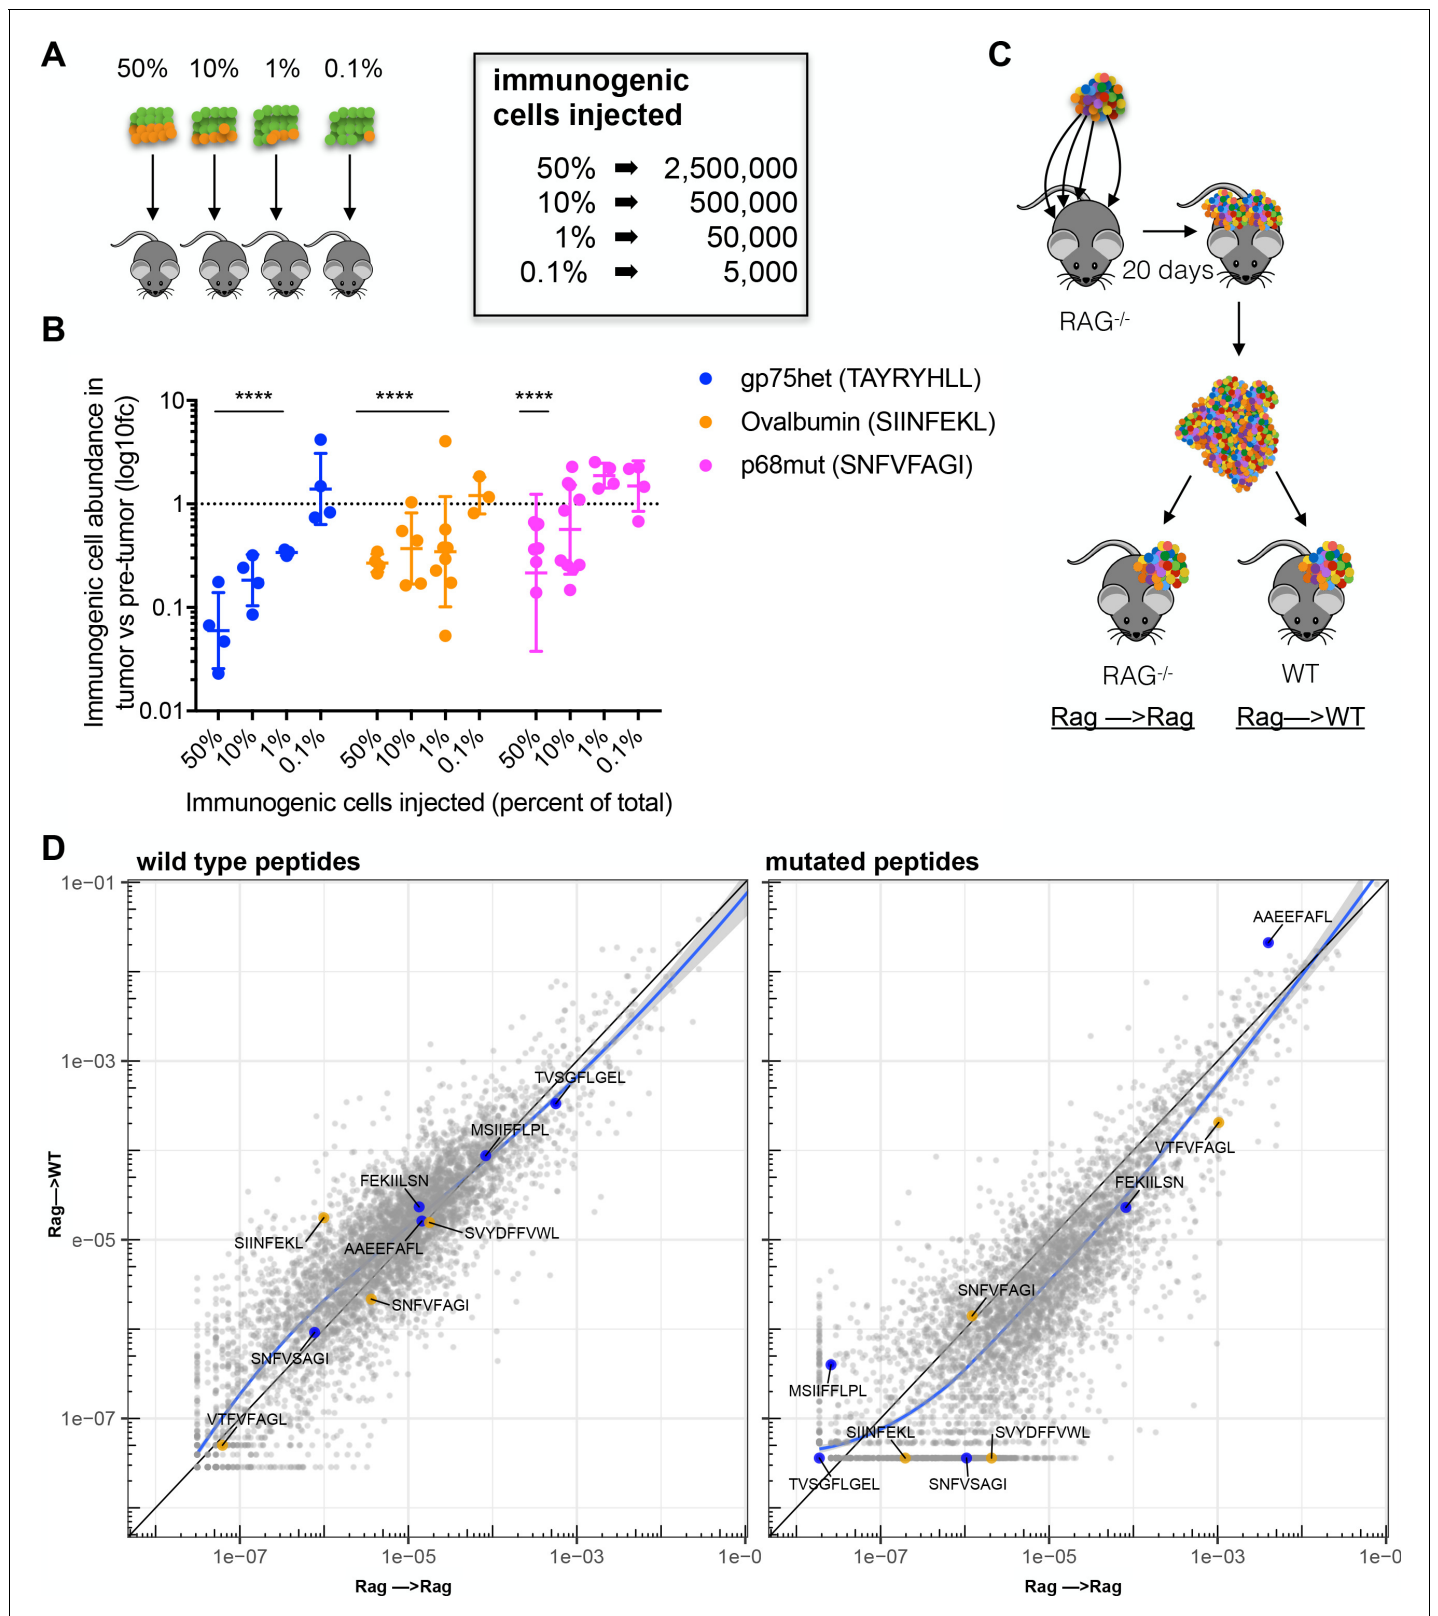 A
50% 10% 1% 0.1%
immunogenic
cells injected
50% ➡ 2,500,000
10% ➡ 500,000
1% ➡ 50,000
0.1% ➡ 5,000
C
20 days
RAG-/-
RAG-/-
WT
Rag —>Rag
Rag—>WT
B
Immunogenic cell abundance in
tumor vs pre-tumor (log10fc)
10
1
0.1
0.01
**** **** ****
50% 10% 1% 0.1% 50% 10% 1% 0.1% 50% 10% 1% 0.1%
Immunogenic cells injected (percent of total)
gp75het (TAYRYHLL)
Ovalbumin (SIINFEKL)
p68mut (SNFVFAGI)
D
wild type peptides
1e−01
1e−03
e−05
1e−07
Rag—>WT
TVSGFLGEL
MSIIFFLPL
FEKIILSN
SIINFEKL
AAEEFAFL
SVYDFFVWL
SNFVFAGI
SNFVSAGI
VTFVFAGL
1e−07 1e−05 1e−03 1e−0
Rag —>Rag
mutated peptides
AAEEFAFL
VTFVFAGL
FEKIILSN
SNFVFAGI
MSIIFFLPL
SIINFEKL
SVYDFFVWL
TVSGFLGEL
SNFVSAGI
1e−07 1e−05 1e−03 1e−0
Rag —>Rag